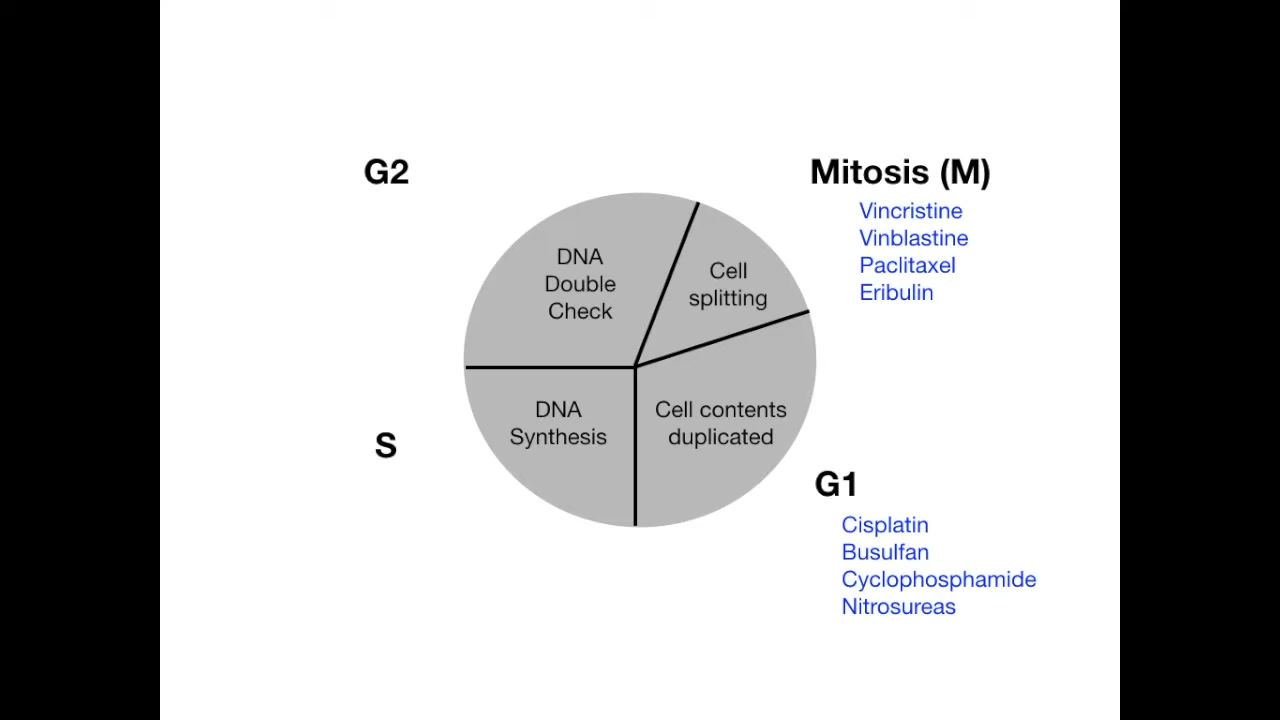 G2
Mitosis (M)
Vincristine
Vinblastine
Paclitaxel
Eribulin
DNA
Double
Check
Cell
splitting
DNA
Synthesis
Cell contents
duplicated
S
G1
Cisplatin
Busulfan
Cyclophosphamide
Nitrosureas